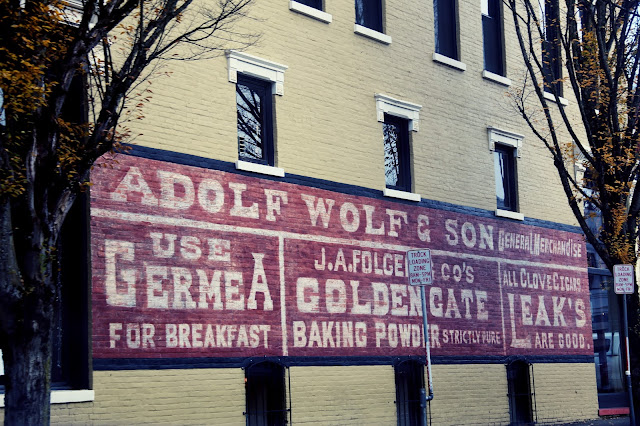 ADOLF WOLF & SON GENERAL MERCHANDISE
USE
GERMEA
FOR BREAKFAST
J.A. FOLGE CO'S
GOLDEN GATE
BAKING POWDER STRICTLY PURE
ALL CLOVE CIGARS
LEAK'S
ARE GOOD.
TRUCK
LOADING
ZONE